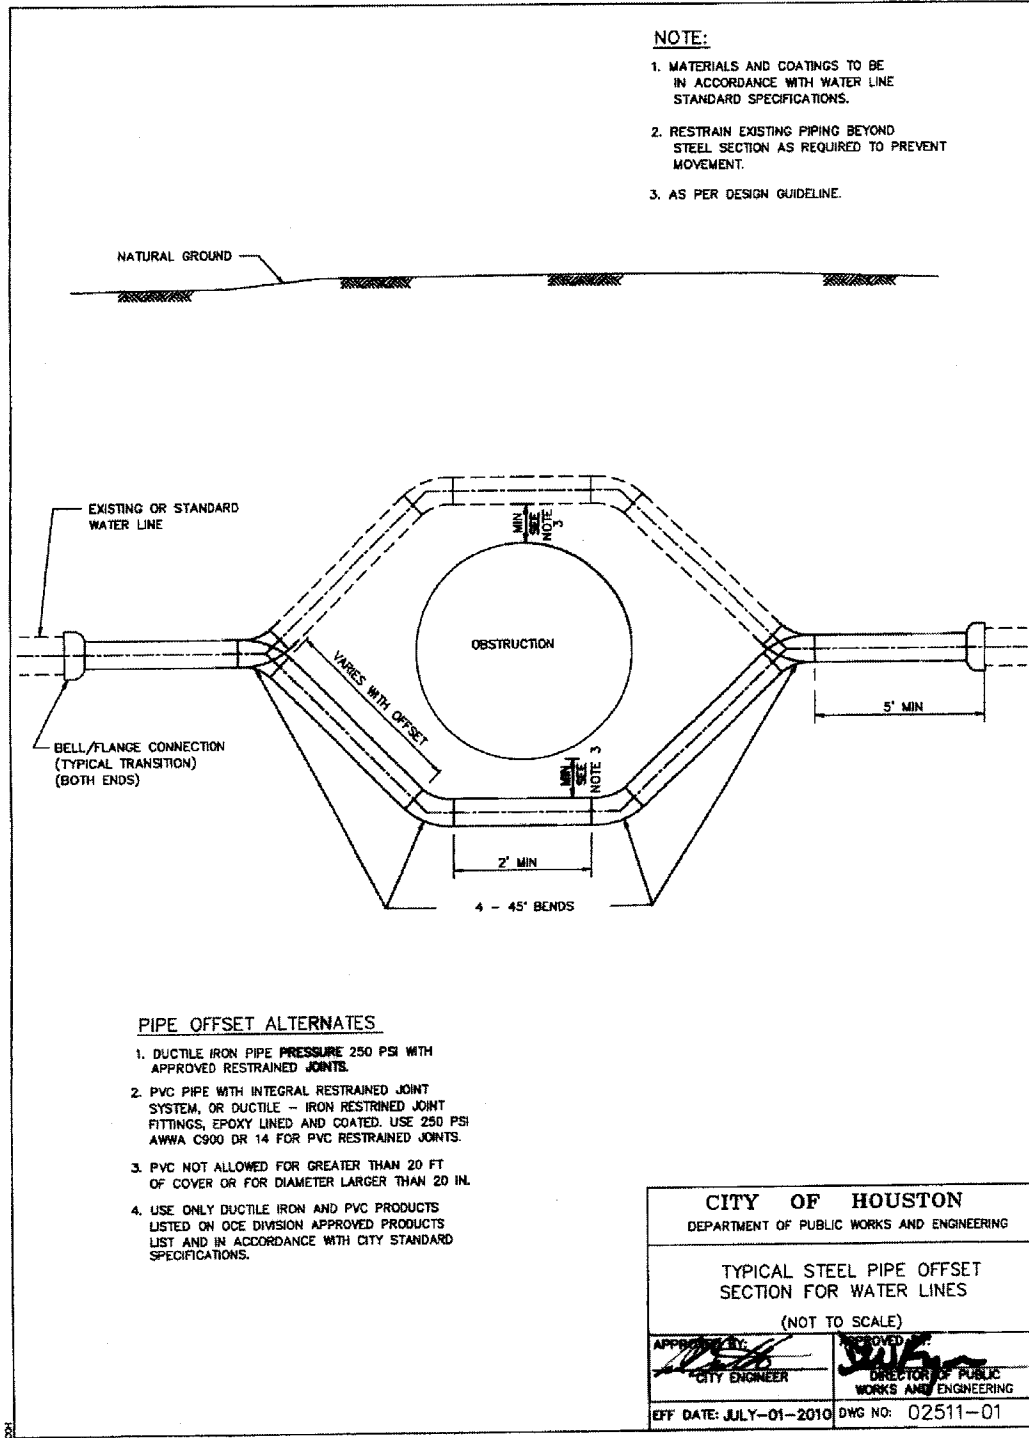 NOTE:
1. MATERIALS AND COATINGS TO BE
IN ACCORDANCE WITH WATER LINE
STANDARD SPECIFICATIONS.
2. RESTRAIN EXISTING PIPING BEYOND
STEEL SECTION AS REQUIRED TO PREVENT
MOVEMENT.
3. AS PER DESIGN GUIDELINE.
NATURAL GROUND
EXISTING OR STANDARD
WATER LINE
MIN
SEE
NOTE
3
OBSTRUCTION
VARIES WITH OFFSET
5' MIN
BELL/FLANGE CONNECTION
(TYPICAL TRANSITION)
(BOTH ENDS)
MIN
SEE
NOTE 3
2' MIN
4 - 45° BENDS
PIPE OFFSET ALTERNATES
1. DUCTILE IRON PIPE PRESSURE 250 PSI WITH
APPROVED RESTRAINED JOINTS.
2. PVC PIPE WITH INTEGRAL RESTRAINED JOINT
SYSTEM, OR DUCTILE - IRON RESTRINED JOINT
FITTINGS, EPOXY LINED AND COATED. USE 250 PSI
AWWA C900 DR 14 FOR PVC RESTRAINED JOINTS.
3. PVC NOT ALLOWED FOR GREATER THAN 20 FT
OF COVER OR FOR DIAMETER LARGER THAN 20 IN.
4. USE ONLY DUCTILE IRON AND PVC PRODUCTS
LISTED ON OCE DIVISION APPROVED PRODUCTS
LIST AND IN ACCORDANCE WITH CITY STANDARD
SPECIFICATIONS.
CITY OF HOUSTON
DEPARTMENT OF PUBLIC WORKS AND ENGINEERING
TYPICAL STEEL PIPE OFFSET
SECTION FOR WATER LINES
(NOT TO SCALE)
APPROVED BY:
CITY ENGINEER
APPROVED BY:
DIRECTOR OF PUBLIC
WORKS AND ENGINEERING
EFF DATE: JULY-01-2010
DWG NO: 02511-01